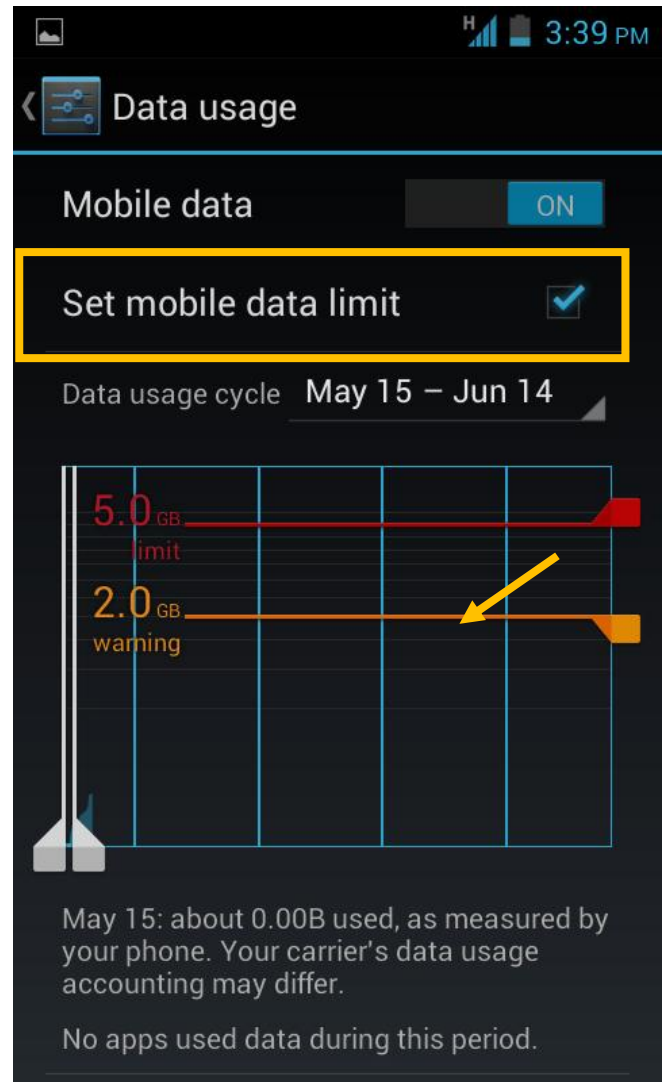 H 3:39 PM
Data usage
Mobile data ON
Set mobile data limit
Data usage cycle May 15 – Jun 14
5.0 GB
limit
2.0 GB
warning
May 15: about 0.00B used, as measured by
your phone. Your carrier's data usage
accounting may differ.
No apps used data during this period.